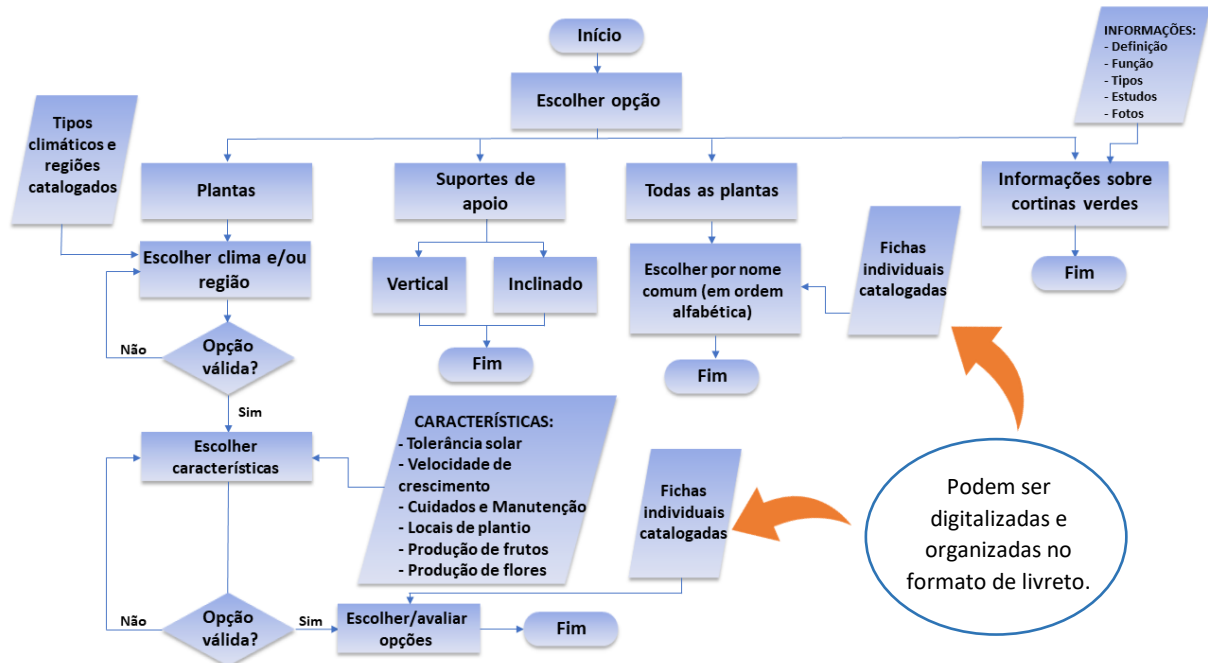 Início
Escolher opção
INFORMAÇÕES:
- Definição
- Função
- Tipos
- Estudos
- Fotos
Tipos
climáticos e
regiões
catalogados
Plantas
Suportes de
apoio
Todas as plantas
Informações sobre
cortinas verdes
Escolher clima e/ou
região
Vertical
Inclinado
Escolher por nome
comum (em ordem
alfabética)
Fichas
individuais
catalogadas
Fim
Não
Opção
válida?
Fim
Fim
Sim
Escolher
características
CARACTERÍSTICAS:
- Tolerância solar
- Velocidade de
crescimento
- Cuidados e Manutenção
- Locais de plantio
- Produção de frutos
- Produção de flores
Fichas
individuais
catalogadas
Podem ser
digitalizadas e
organizadas no
formato de livreto.
Não
Opção
válida?
Sim
Escolher/avaliar
opções
Fim